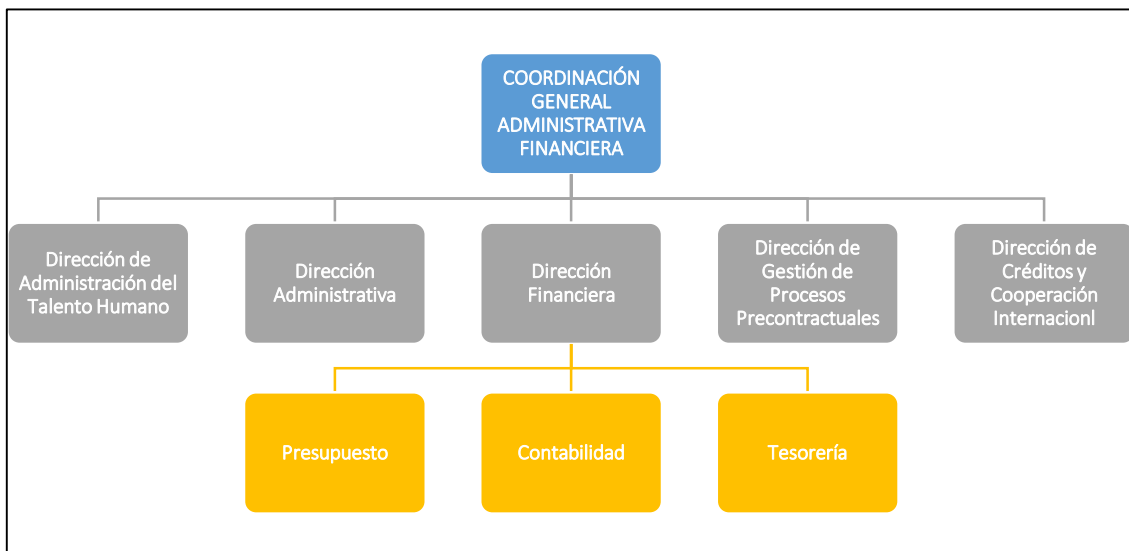 COORDINACIÓN
GENERAL
ADMINISTRATIVA
FINANCIERA
Dirección de
Administración del
Talento Humano
Dirección
Administrativa
Dirección
Financiera
Dirección de
Gestión de
Procesos
Precontractuales
Dirección de
Créditos y
Cooperación
Internacionl
Presupuesto
Contabilidad
Tesorería